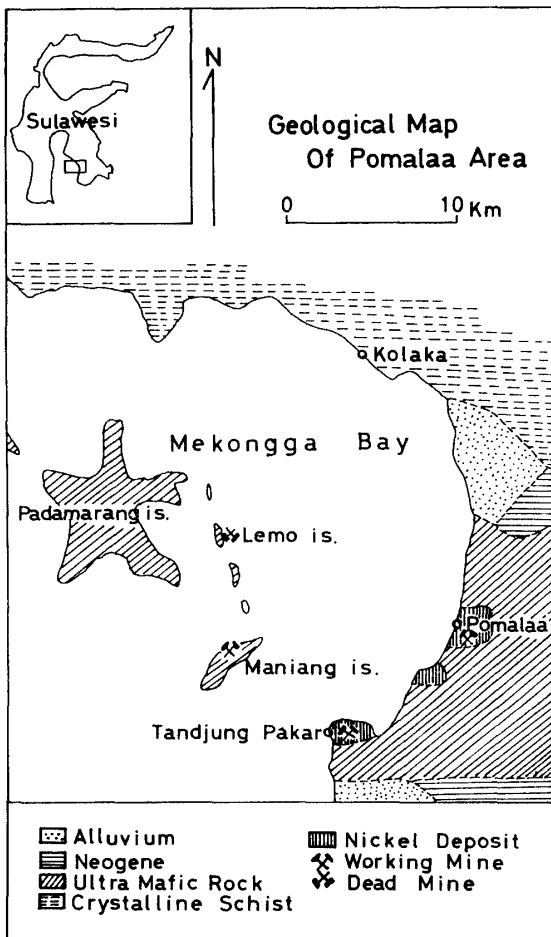 Sulawesi
N
Geological Map
Of Pomalaa Area
0 10 Km
Kolaka
Mekongga Bay
Padamarang is.
Lemo is.
Pomalaa
Maniang is.
Tandjung Pakar
Alluvium
Neogene
Ultra Mafic Rock
Crystalline Schist
Nickel Deposit
Working Mine
Dead Mine